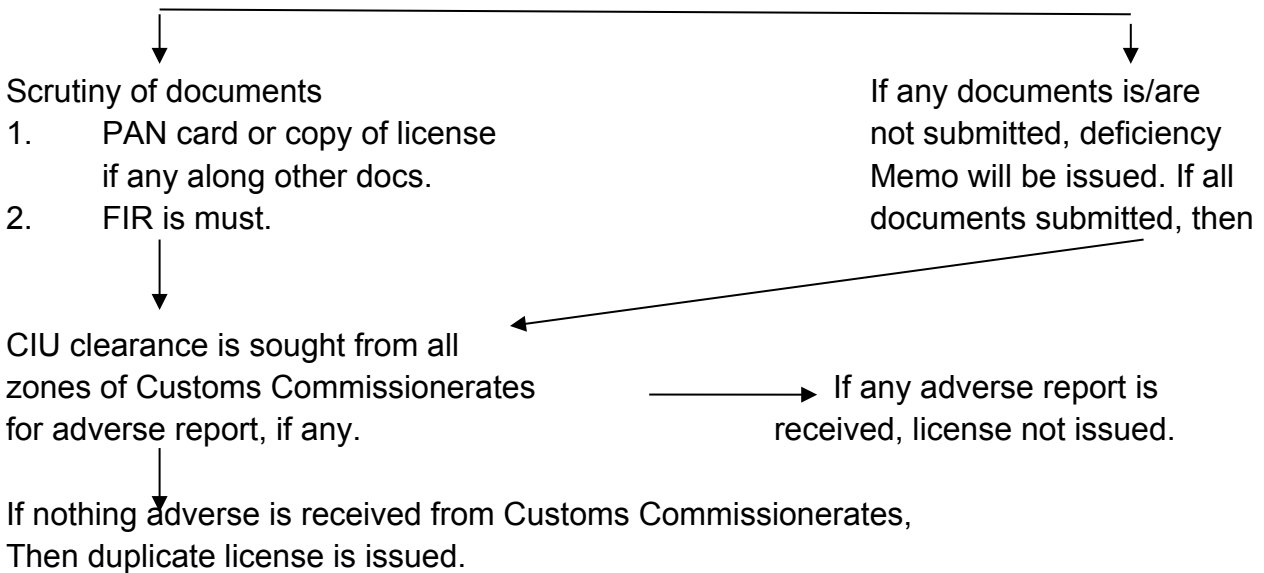 Scrutiny of documents
1. PAN card or copy of license
if any along other docs.
2. FIR is must.
If any documents is/are
not submitted, deficiency
Memo will be issued. If all
documents submitted, then
CIU clearance is sought from all
zones of Customs Commissionerates
for adverse report, if any.
If any adverse report is
received, license not issued.
If nothing adverse is received from Customs Commissionerates,
Then duplicate license is issued.